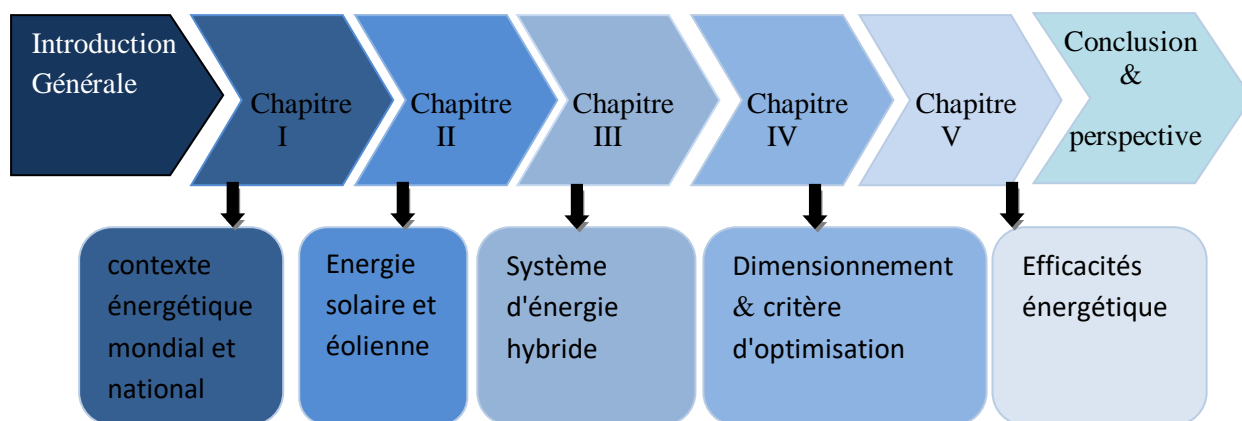 Introduction
Générale
Chapitre
I
Chapitre
II
Chapitre
III
Chapitre
IV
Chapitre
V
Conclusion
&
perspective
contexte
énergétique
mondial et
national
Energie
solaire et
éolienne
Système
d'énergie
hybride
Dimensionnement
& critère
d'optimisation
Efficacités
énergétique